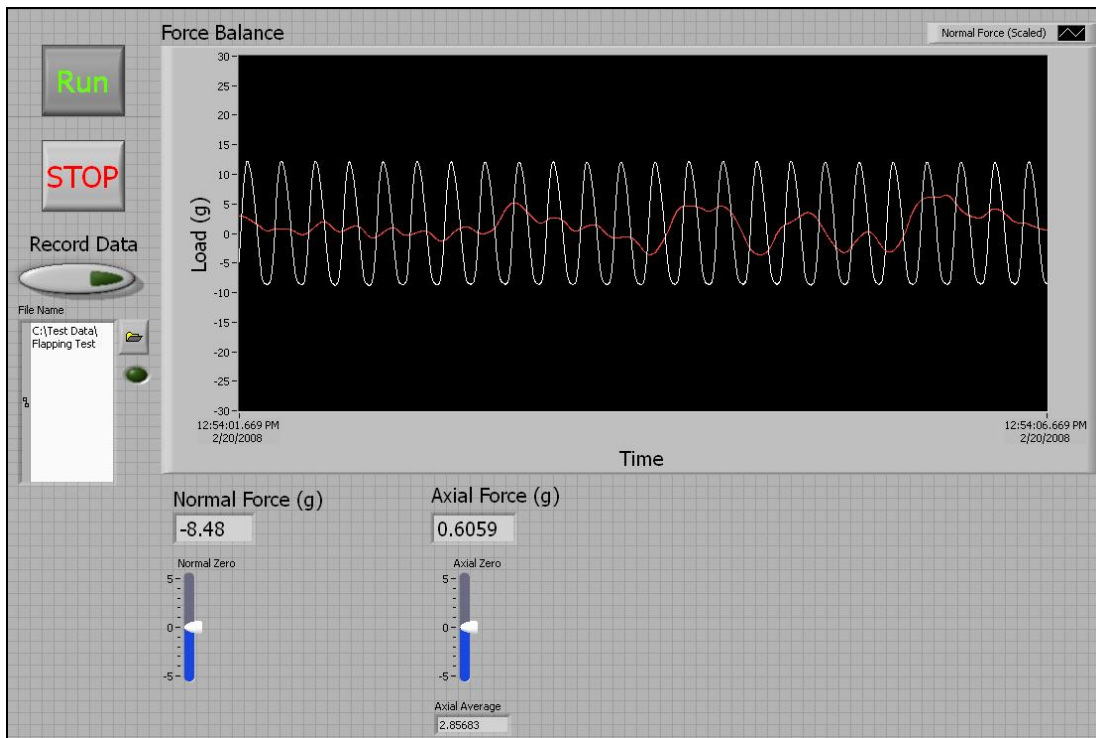 Force Balance
Normal Force (Scaled)
Run
STOP
Record Data
File Name
C:\Test Data\
Flapping Test
Load (g)
30
25
20
15
10
5
0
-5
-10
-15
-20
-25
-30
12:54:01.669 PM
2/20/2008
12:54:06.669 PM
2/20/2008
Time
Normal Force (g)
-8.48
Normal Zero
5
0
-5
Axial Force (g)
0.6059
Axial Zero
5
0
-5
Axial Average
2.85683